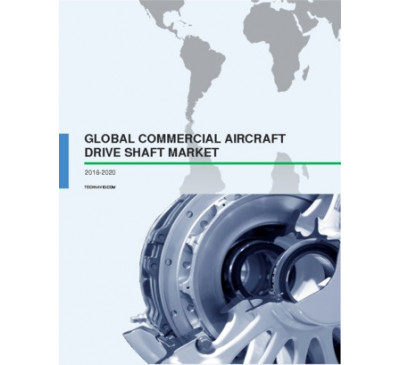 GLOBAL COMMERCIAL AIRCRAFT
DRIVE SHAFT MARKET
2016-2020
TECHNAVIO.COM